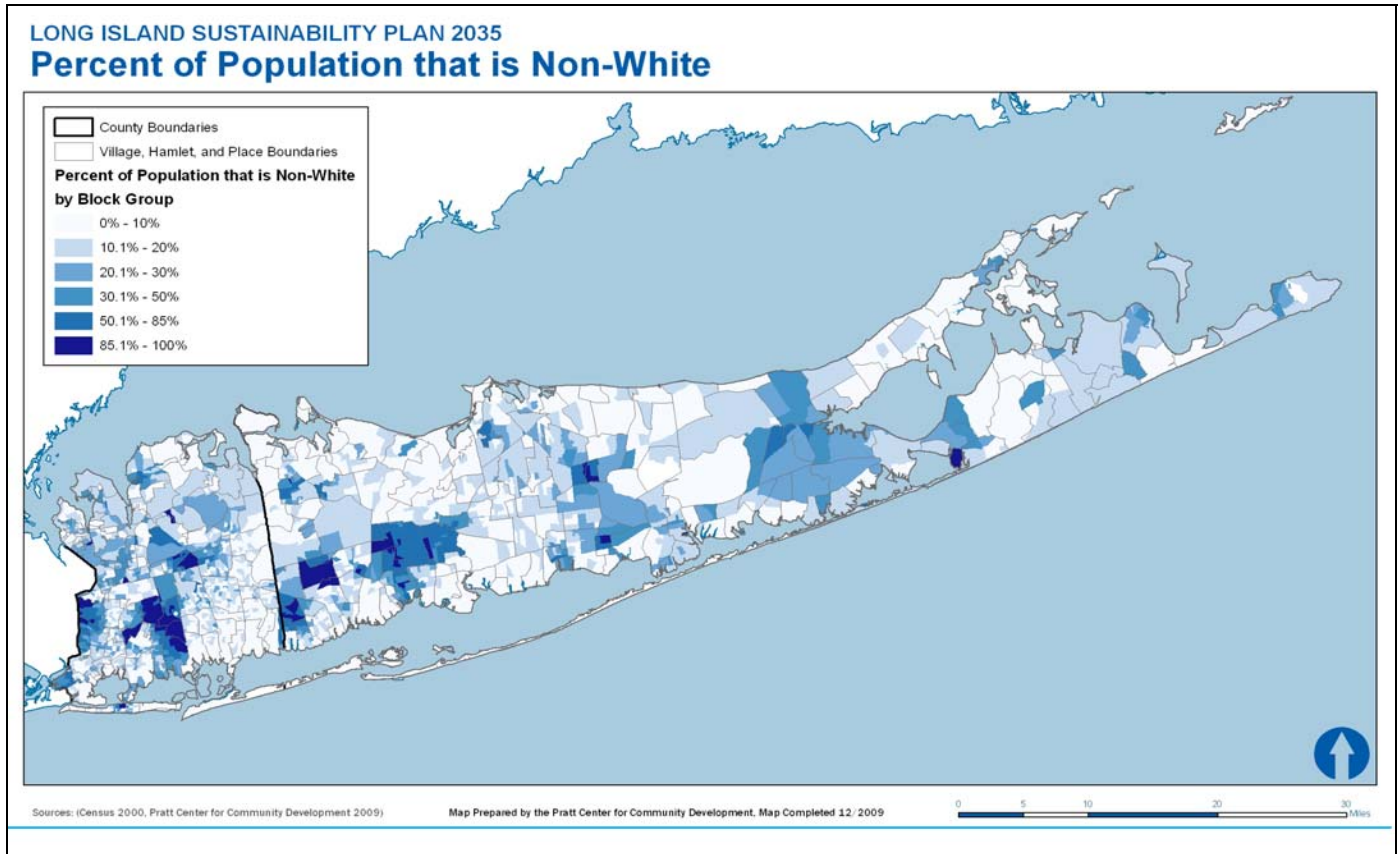 LONG ISLAND SUSTAINABILITY PLAN 2035
Percent of Population that is Non-White
County Boundaries
Village, Hamlet, and Place Boundaries
Percent of Population that is Non-White
by Block Group
0% - 10%
10.1% - 20%
20.1% - 30%
30.1% - 50%
50.1% - 85%
85.1% - 100%
Sources: (Census 2000, Pratt Center for Community Development 2009)
Map Prepared by the Pratt Center for Community Development, Map Completed 12/2009
0 5 10 20 30
Miles